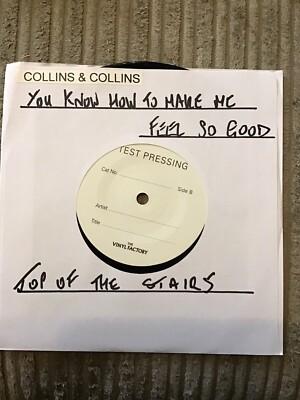 COLLINS & COLLINS
YOU KNOW HOW TO MAKE ME
FEEL SO GOOD
TEST PRESSING
Cat No
Side B
Artist
Title
THE
VINYL FACTORY
TOP OF THE STAIRS